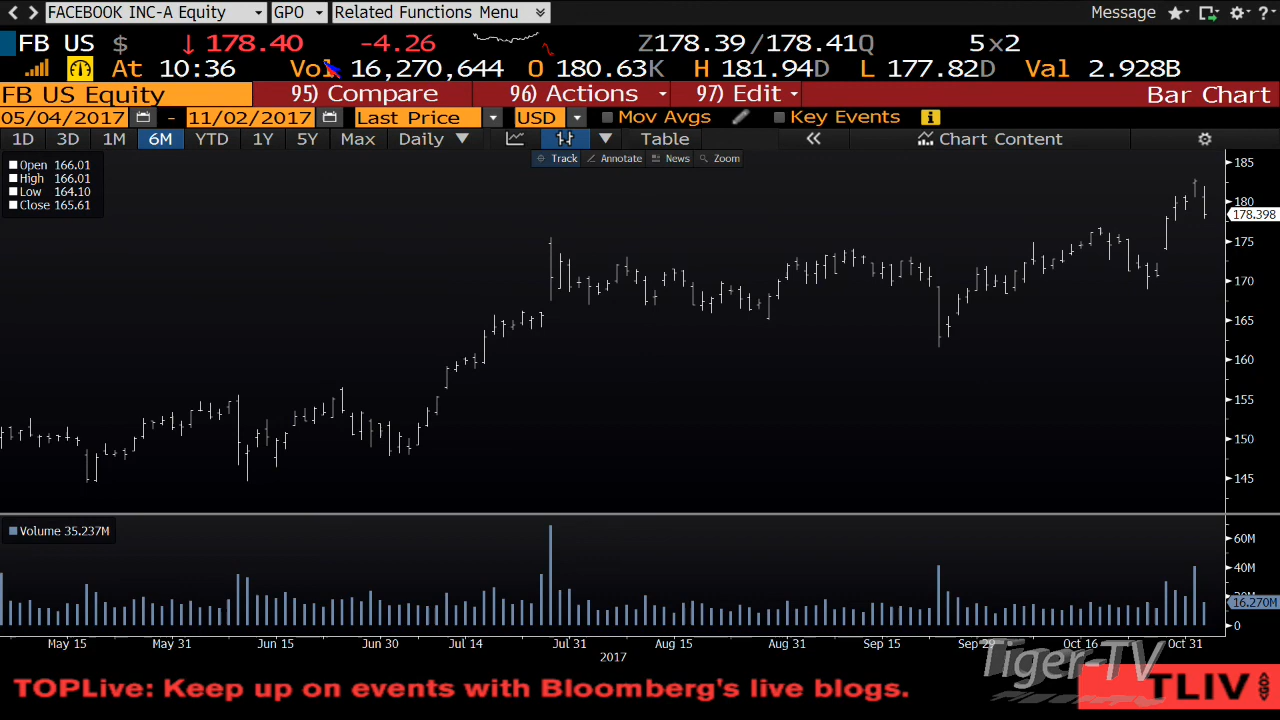 FACEBOOK INC-A Equity GPO Related Functions Menu Message
FB US $ ↓ 178.40 -4.26 Z178.39/178.41Q 5x2
At 10:36 Vol 16,270,644 O 180.63K H 181.94D L 177.82D Val 2.928B
FB US Equity 95) Compare 96) Actions 97) Edit Bar Chart
05/04/2017 - 11/02/2017 Last Price USD Mov Avgs Key Events
1D 3D 1M 6M YTD 1Y 5Y Max Daily ▼ ▼ Table « Chart Content
Track Annotate News Zoom
Open 166.01
High 166.01
Low 164.10
Close 165.61
185
180
178.398
175
170
165
160
155
150
145
Volume 35.237M
60M
40M
20M
16.270M
0
May 15 May 31 Jun 15 Jun 30 Jul 14 Jul 31 Aug 15 Aug 31 Sep 15 Sep 29 Oct 16 Oct 31
2017
Tiger-TV
TOPLive: Keep up on events with Bloomberg's live blogs.
TLIV